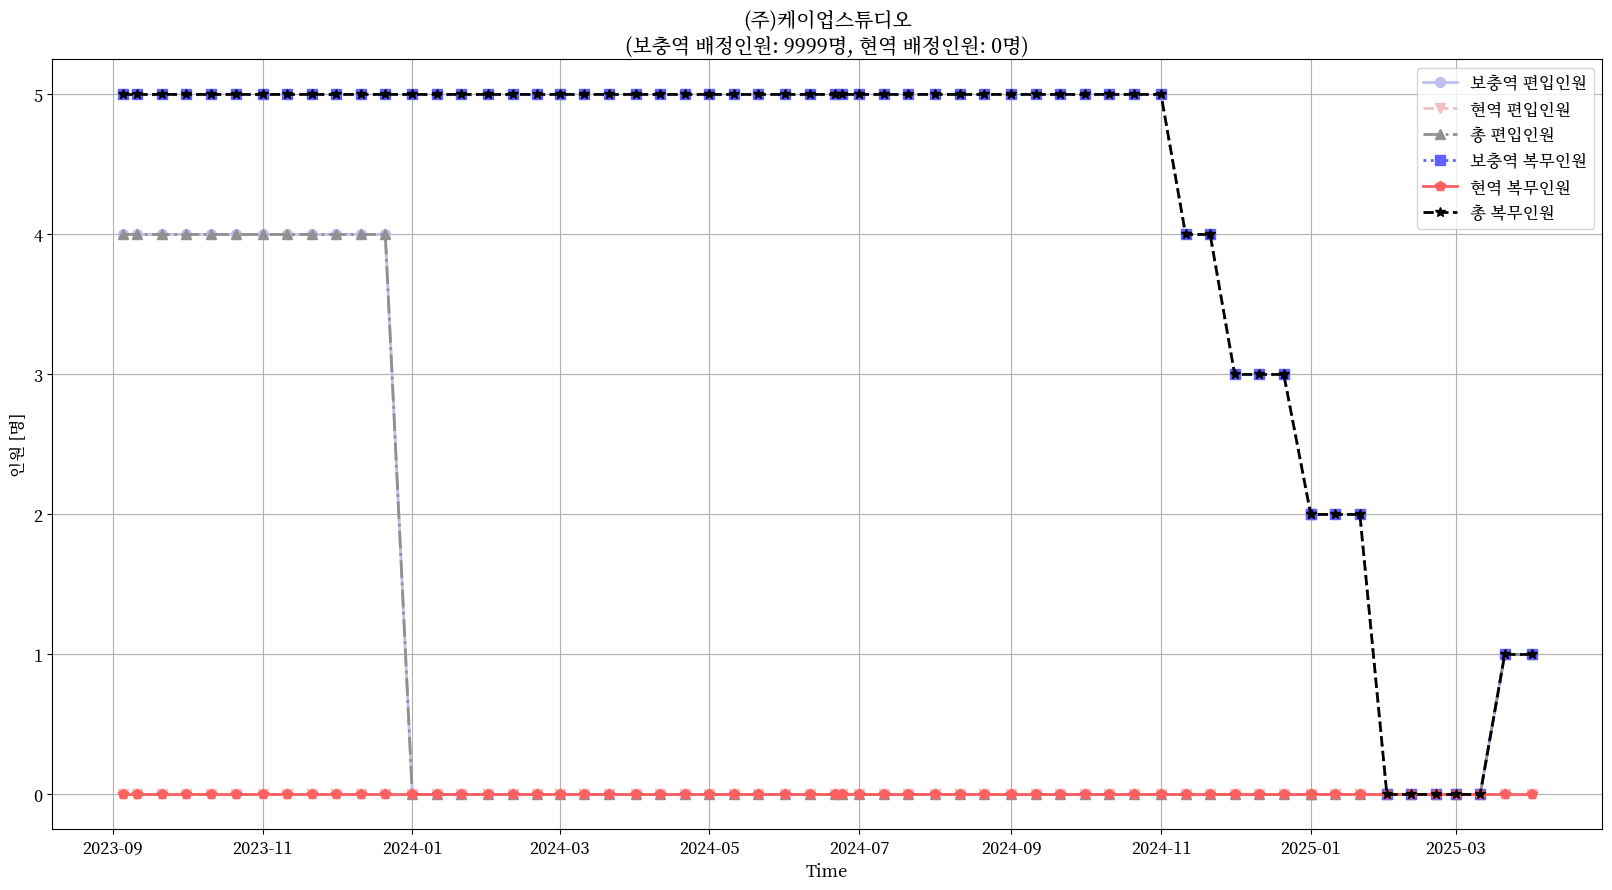 (주)케이업스튜디오
(보충역 배정인원: 9999명, 현역 배정인원: 0명)
보충역 편입인원
현역 편입인원
총 편입인원
보충역 복무인원
현역 복무인원
총 복무인원
인원 [명]
5
4
3
2
1
0
2023-09 2023-11 2024-01 2024-03 2024-05 2024-07 2024-09 2024-11 2025-01 2025-03
Time